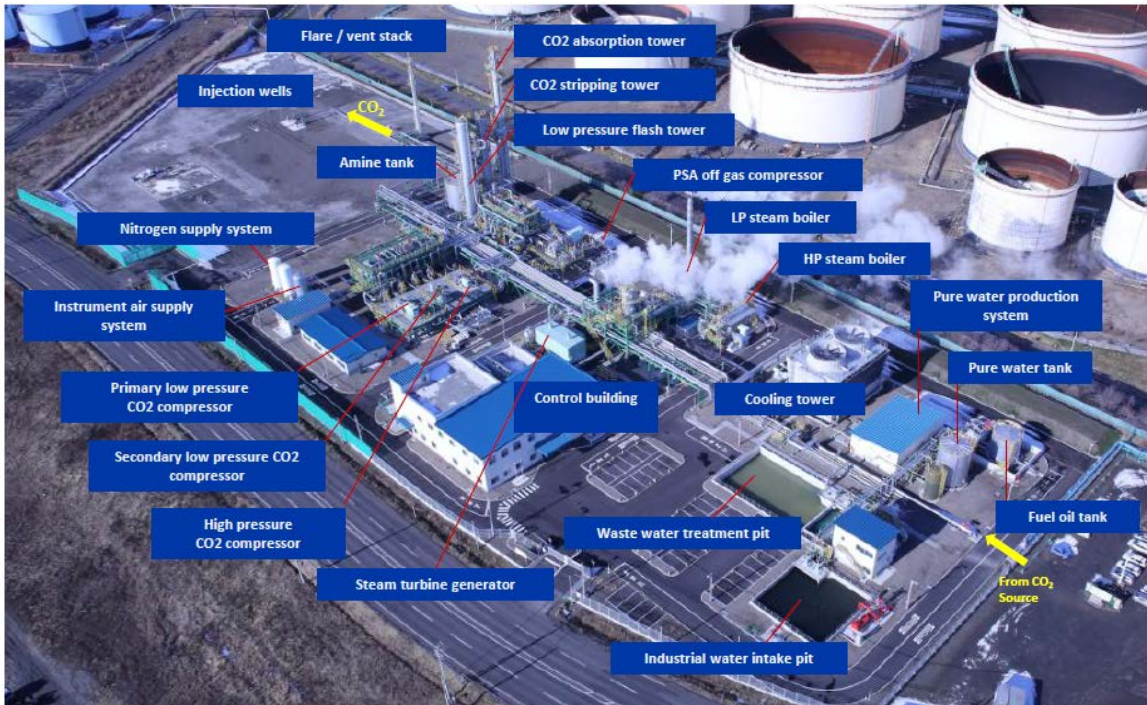 Flare / vent stack
CO2 absorption tower
Injection wells
CO2 stripping tower
CO₂
Low pressure flash tower
Amine tank
PSA off gas compressor
LP steam boiler
Nitrogen supply system
HP steam boiler
Instrument air supply
system
Pure water production
system
Pure water tank
Primary low pressure
CO2 compressor
Control building
Cooling tower
Secondary low pressure CO2
compressor
High pressure
CO2 compressor
Waste water treatment pit
Fuel oil tank
Steam turbine generator
From CO₂
Source
Industrial water intake pit